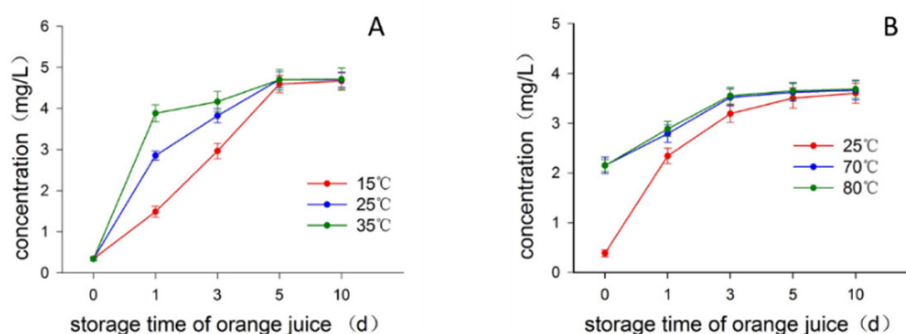 A
concentration（mg/L）
6
5
4
3
2
1
0
15℃
25℃
35℃
0 1 3 5 10
storage time of orange juice（d）
B
concentration（mg/L）
5
4
3
2
1
0
25℃
70℃
80℃
0 1 3 5 10
storage time of orange juice（d）